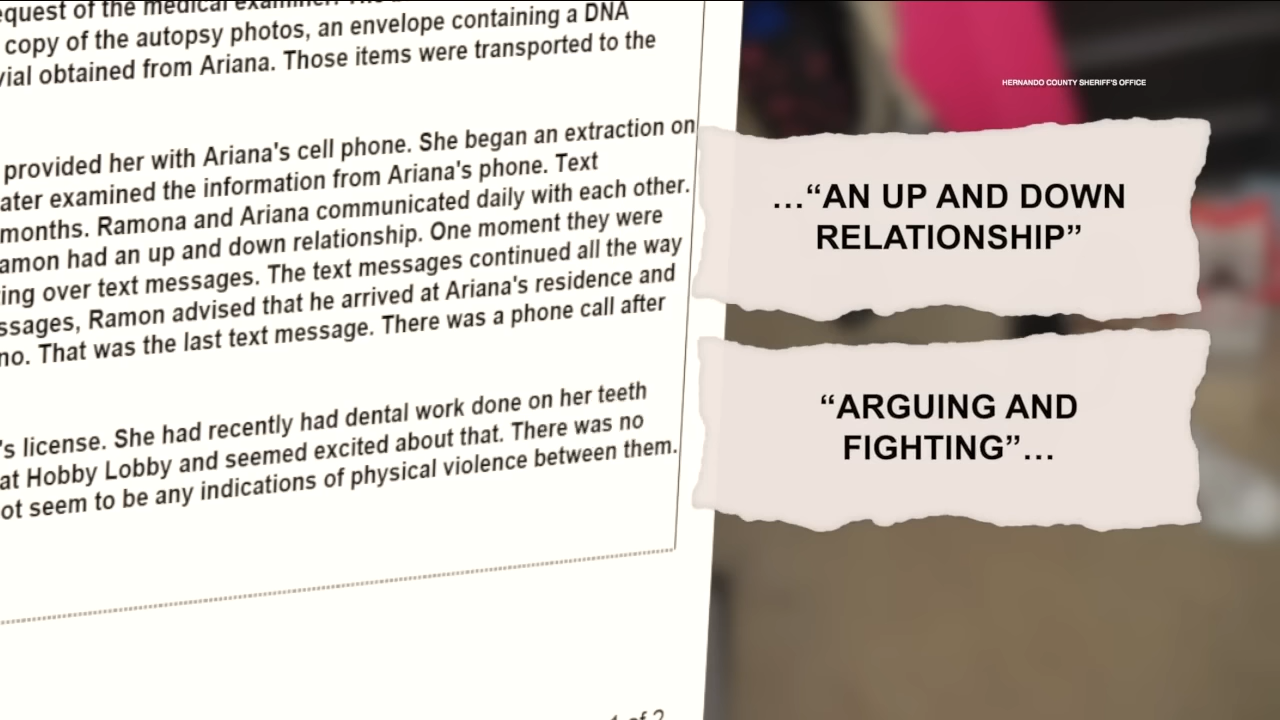 equest of the medical examiner.
copy of the autopsy photos, an envelope containing a DNA
vial obtained from Ariana. Those items were transported to the
provided her with Ariana's cell phone. She began an extraction on
ater examined the information from Ariana's phone. Text
months. Ramona and Ariana communicated daily with each other.
amon had an up and down relationship. One moment they were
ing over text messages. The text messages continued all the way
ssages, Ramon advised that he arrived at Ariana's residence and
no. That was the last text message. There was a phone call after
's license. She had recently had dental work done on her teeth
at Hobby Lobby and seemed excited about that. There was no
ot seem to be any indications of physical violence between them.
1 of 2
HERNANDO COUNTY SHERIFF'S OFFICE
…“AN UP AND DOWN
RELATIONSHIP”
“ARGUING AND
FIGHTING”…